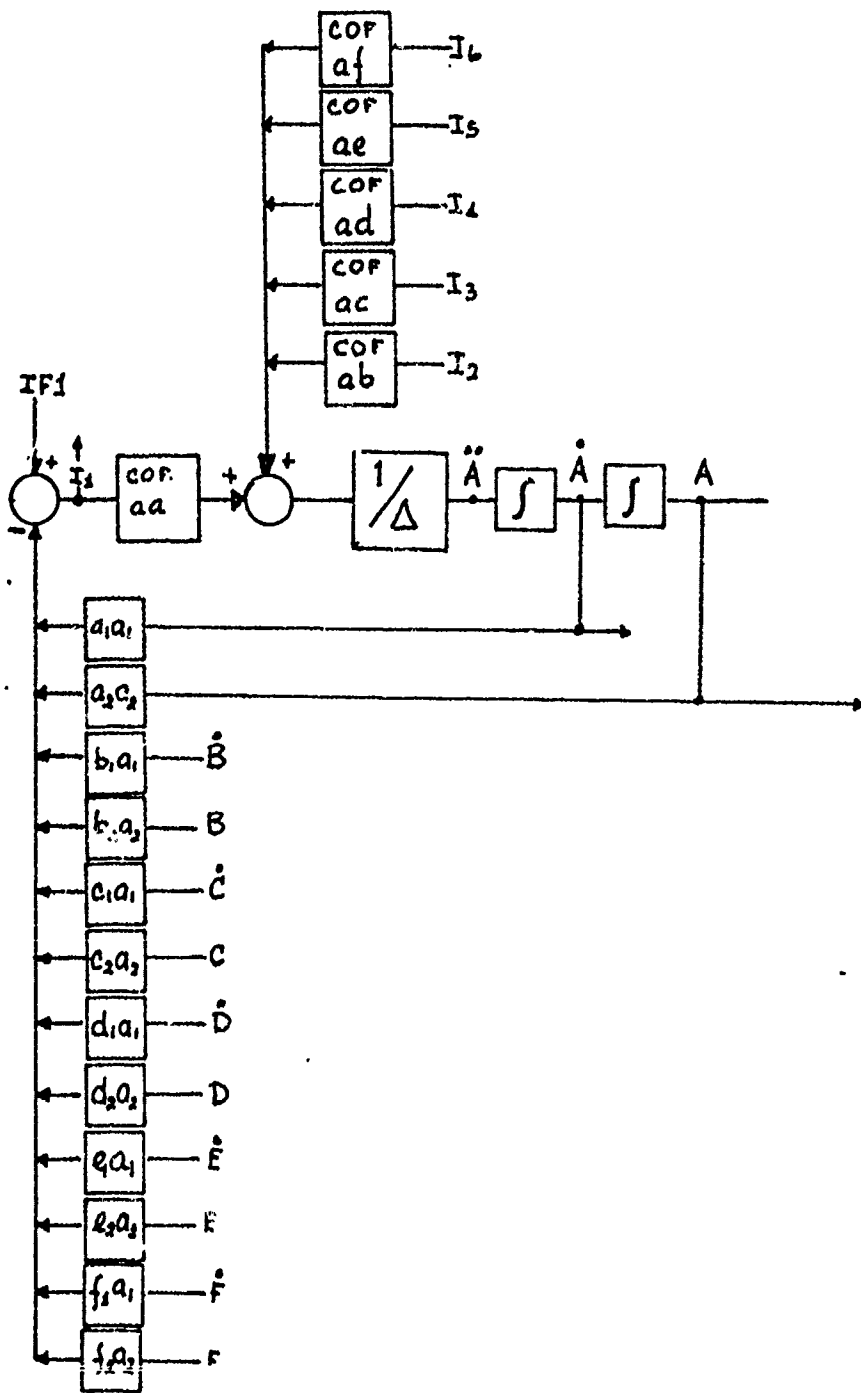 COF af I6
COF ae I5
COF ad I4
COF ac I3
COF ab I2
IF1
+ I1 COF. aa + + 1/Δ Ä ∫ Ȧ ∫ A
-
a1a1
a2c2
b1a1 Ḃ
a2 B
c1a1 Ċ
c2a2 C
d1a1 Ḋ
d2a2 D
e1a1 Ė
e2a2 E
f1a1 Ḟ
f2a2 F